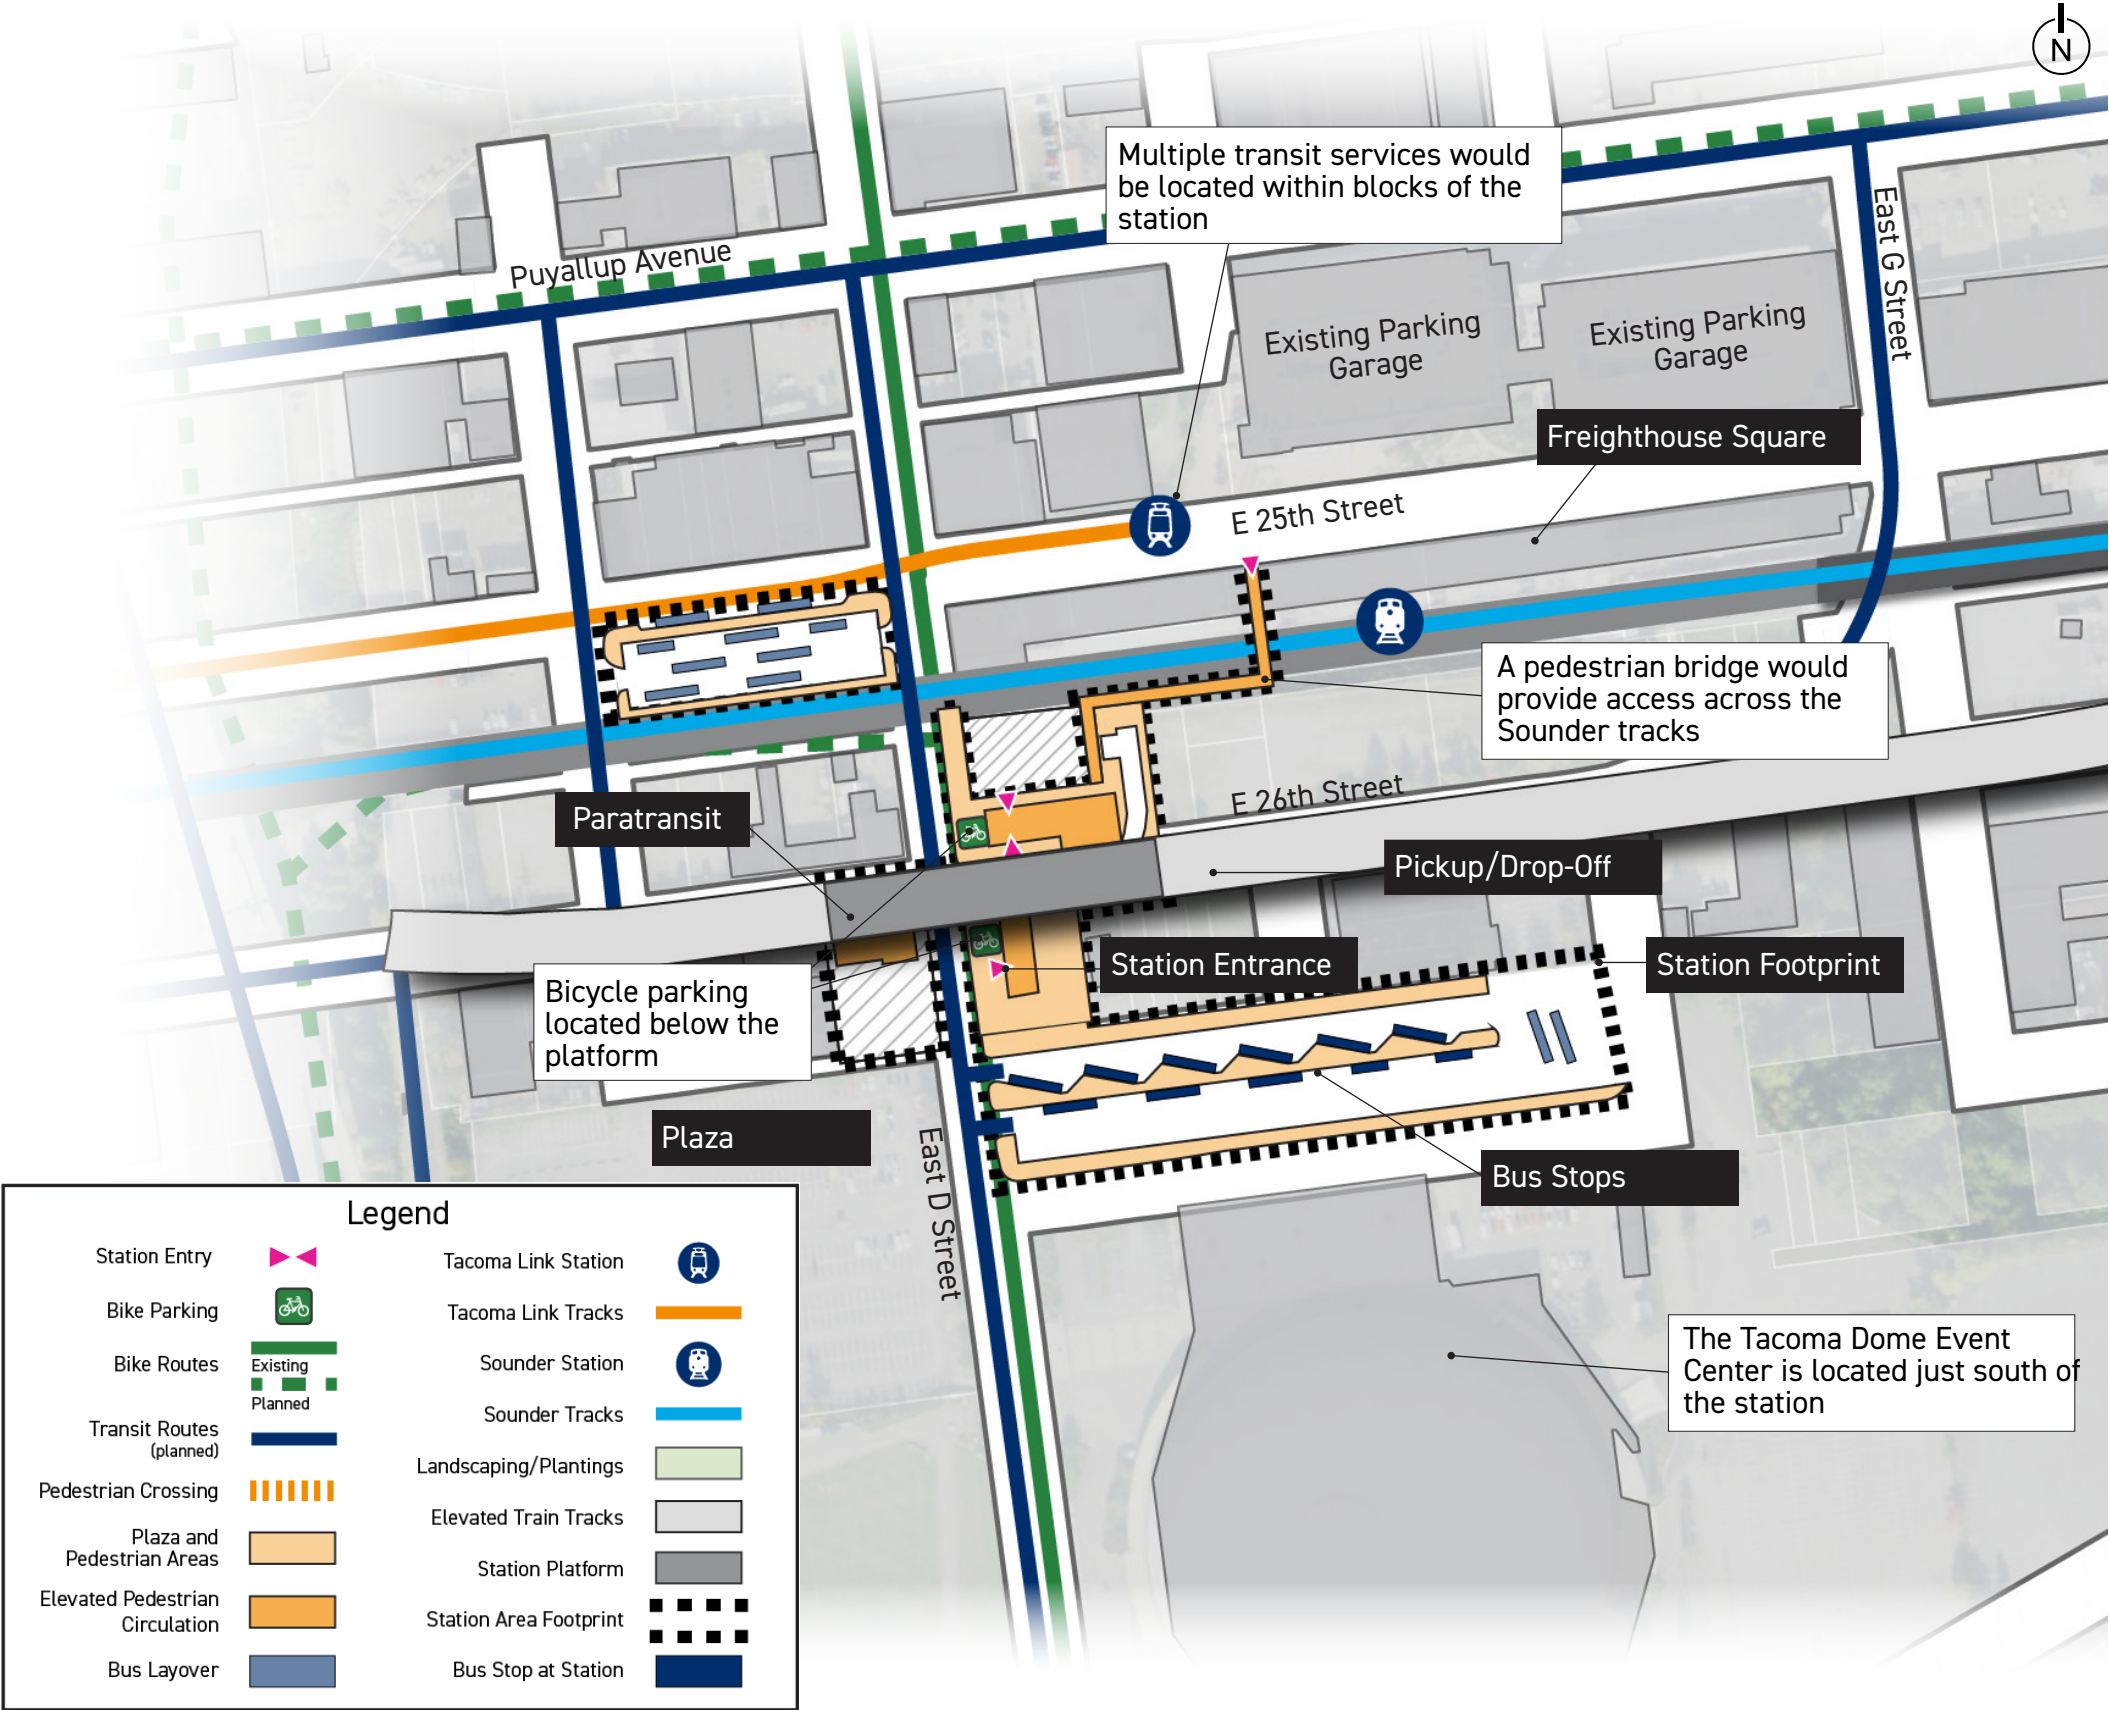 N
Multiple transit services would
be located within blocks of the
station
Puyallup Avenue
East G Street
Existing Parking
Garage
Existing Parking
Garage
Freighthouse Square
E 25th Street
A pedestrian bridge would
provide access across the
Sounder tracks
E 26th Street
Paratransit
Pickup/Drop-Off
Station Entrance
Station Footprint
Bicycle parking
located below the
platform
Plaza
East D Street
Bus Stops
The Tacoma Dome Event
Center is located just south of
the station
Legend
Station Entry
Bike Parking
Bike Routes
Existing
Planned
Transit Routes
(planned)
Pedestrian Crossing
Plaza and
Pedestrian Areas
Elevated Pedestrian
Circulation
Bus Layover
Tacoma Link Station
Tacoma Link Tracks
Sounder Station
Sounder Tracks
Landscaping/Plantings
Elevated Train Tracks
Station Platform
Station Area Footprint
Bus Stop at Station